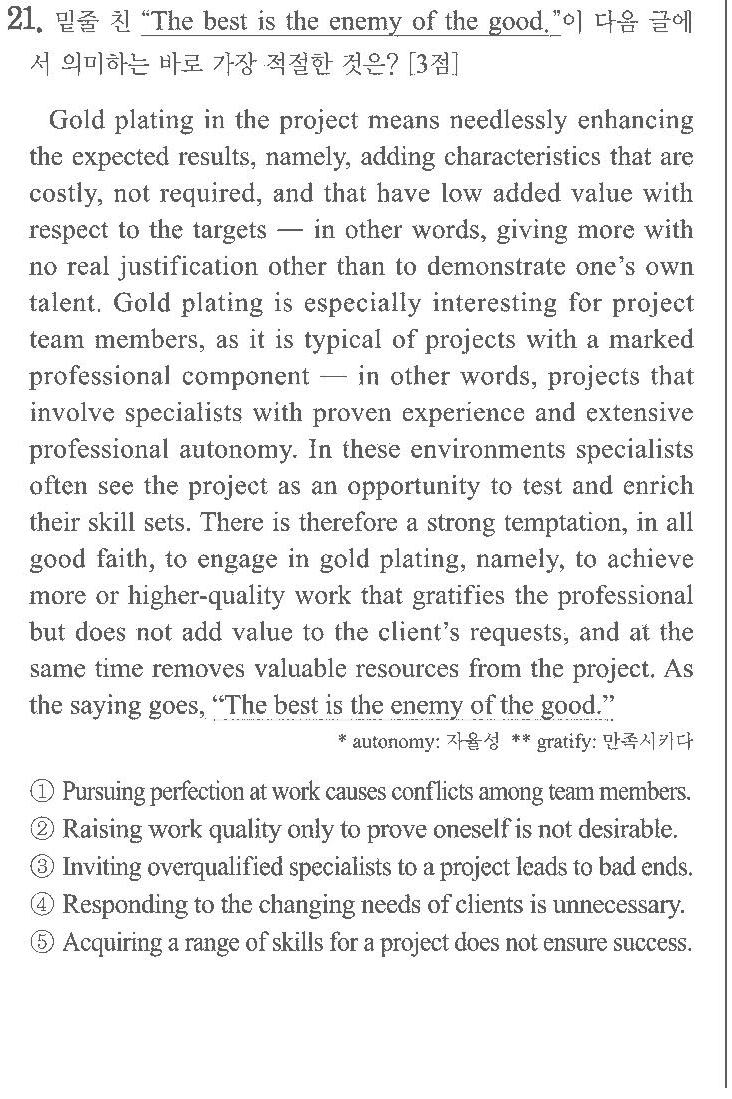 21. 밑줄 친 “The best is the enemy of the good.”이 다음 글에
서 의미하는 바로 가장 적절한 것은? [3점]
Gold plating in the project means needlessly enhancing
the expected results, namely, adding characteristics that are
costly, not required, and that have low added value with
respect to the targets — in other words, giving more with
no real justification other than to demonstrate one’s own
talent. Gold plating is especially interesting for project
team members, as it is typical of projects with a marked
professional component — in other words, projects that
involve specialists with proven experience and extensive
professional autonomy. In these environments specialists
often see the project as an opportunity to test and enrich
their skill sets. There is therefore a strong temptation, in all
good faith, to engage in gold plating, namely, to achieve
more or higher-quality work that gratifies the professional
but does not add value to the client’s requests, and at the
same time removes valuable resources from the project. As
the saying goes, “The best is the enemy of the good.”
* autonomy: 자율성 ** gratify: 만족시키다
① Pursuing perfection at work causes conflicts among team members.
② Raising work quality only to prove oneself is not desirable.
③ Inviting overqualified specialists to a project leads to bad ends.
④ Responding to the changing needs of clients is unnecessary.
⑤ Acquiring a range of skills for a project does not ensure success.